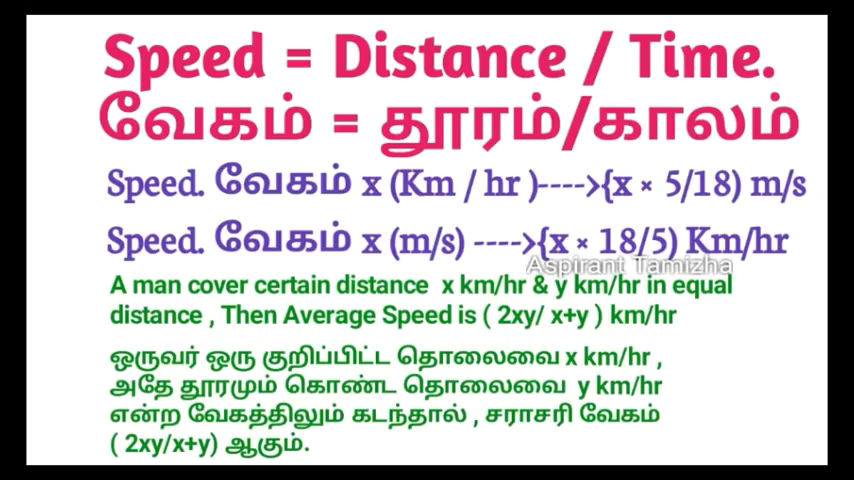 Speed = Distance / Time.
வேகம் = தூரம்/காலம்
Speed. வேகம் x (Km / hr )---->{x × 5/18) m/s
Speed. வேகம் x (m/s) ---->{x × 18/5) Km/hr
Aspirant Tamizha
A man cover certain distance x km/hr & y km/hr in equal
distance , Then Average Speed is ( 2xy/ x+y ) km/hr
ஒருவர் ஒரு குறிப்பிட்ட தொலைவை x km/hr ,
அதே தூரமும் கொண்ட தொலைவை y km/hr
என்ற வேகத்திலும் கடந்தால் , சராசரி வேகம்
( 2xy/x+y) ஆகும்.